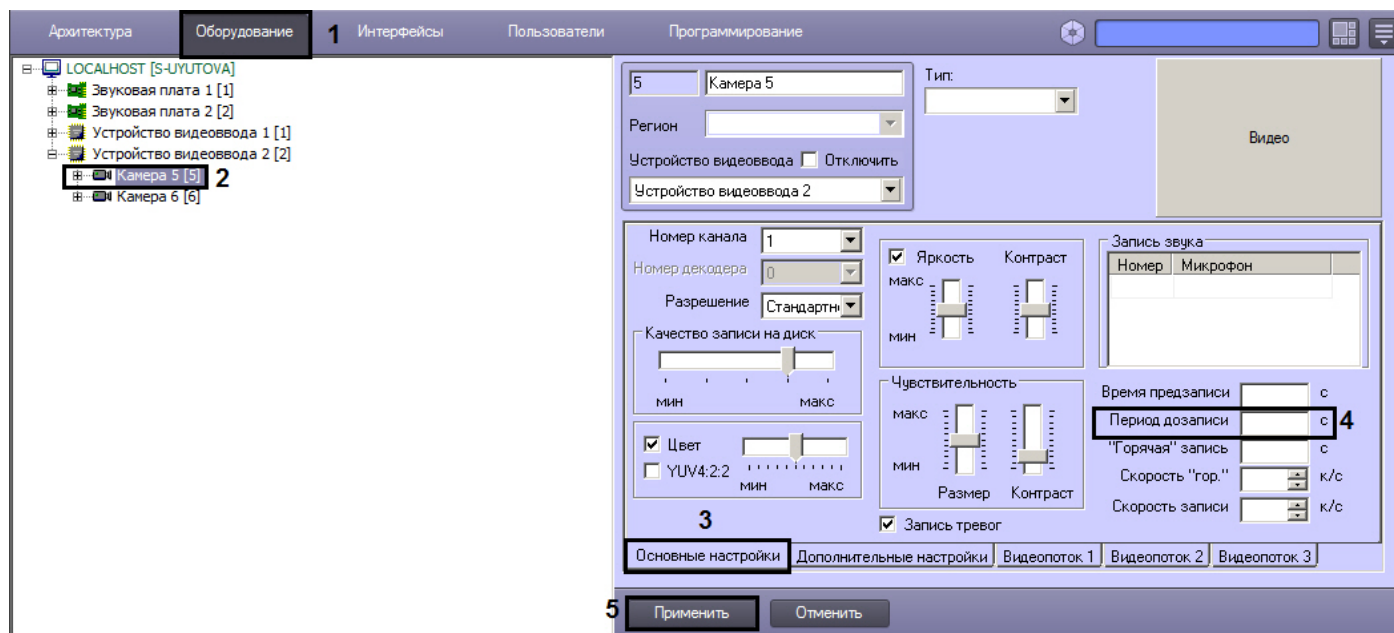 Архитектура Оборудование 1 Интерфейсы Пользователи Программирование
LOCALHOST [S-UYUTOVA]
Звуковая плата 1 [1]
Звуковая плата 2 [2]
Устройство видеоввода 1 [1]
Устройство видеоввода 2 [2]
Камера 5 [5] 2
Камера 6 [6]
5 Камера 5
Тип:
Регион
Устройство видеоввода Отключить
Устройство видеоввода 2
Видео
Номер канала 1
Номер декодера 0
Разрешение Стандартн
Качество записи на диск
мин макс
Цвет
YUV4:2:2
мин макс
Яркость Контраст
макс
мин
Чувствительность
макс
мин
Размер Контраст
Запись тревог
Запись звука
Номер Микрофон
Время предзаписи с
Период дозаписи с 4
"Горячая" запись с
Скорость "гор." к/с
Скорость записи к/с
3
Основные настройки Дополнительные настройки Видеопоток 1 Видеопоток 2 Видеопоток 3
5 Применить Отменить